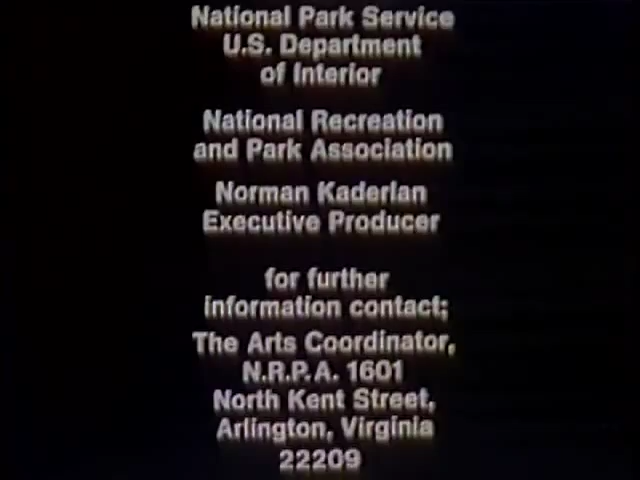 National Park Service
U.S. Department
of Interior
National Recreation
and Park Association
Norman Kaderlan
Executive Producer
for further
information contact;
The Arts Coordinator,
N.R.P.A. 1601
North Kent Street,
Arlington, Virginia
22209